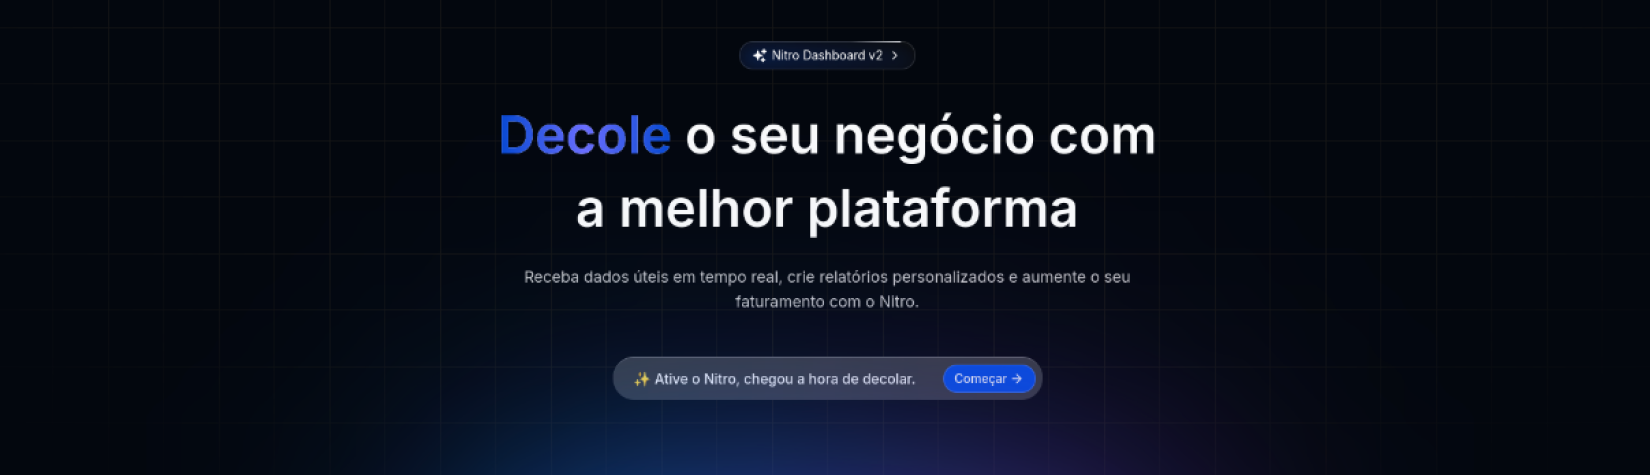 Nitro Dashboard v2
Decole o seu negócio com
a melhor plataforma
Receba dados úteis em tempo real, crie relatórios personalizados e aumente o seu
faturamento com o Nitro.
✨ Ative o Nitro, chegou a hora de decolar. Começar →